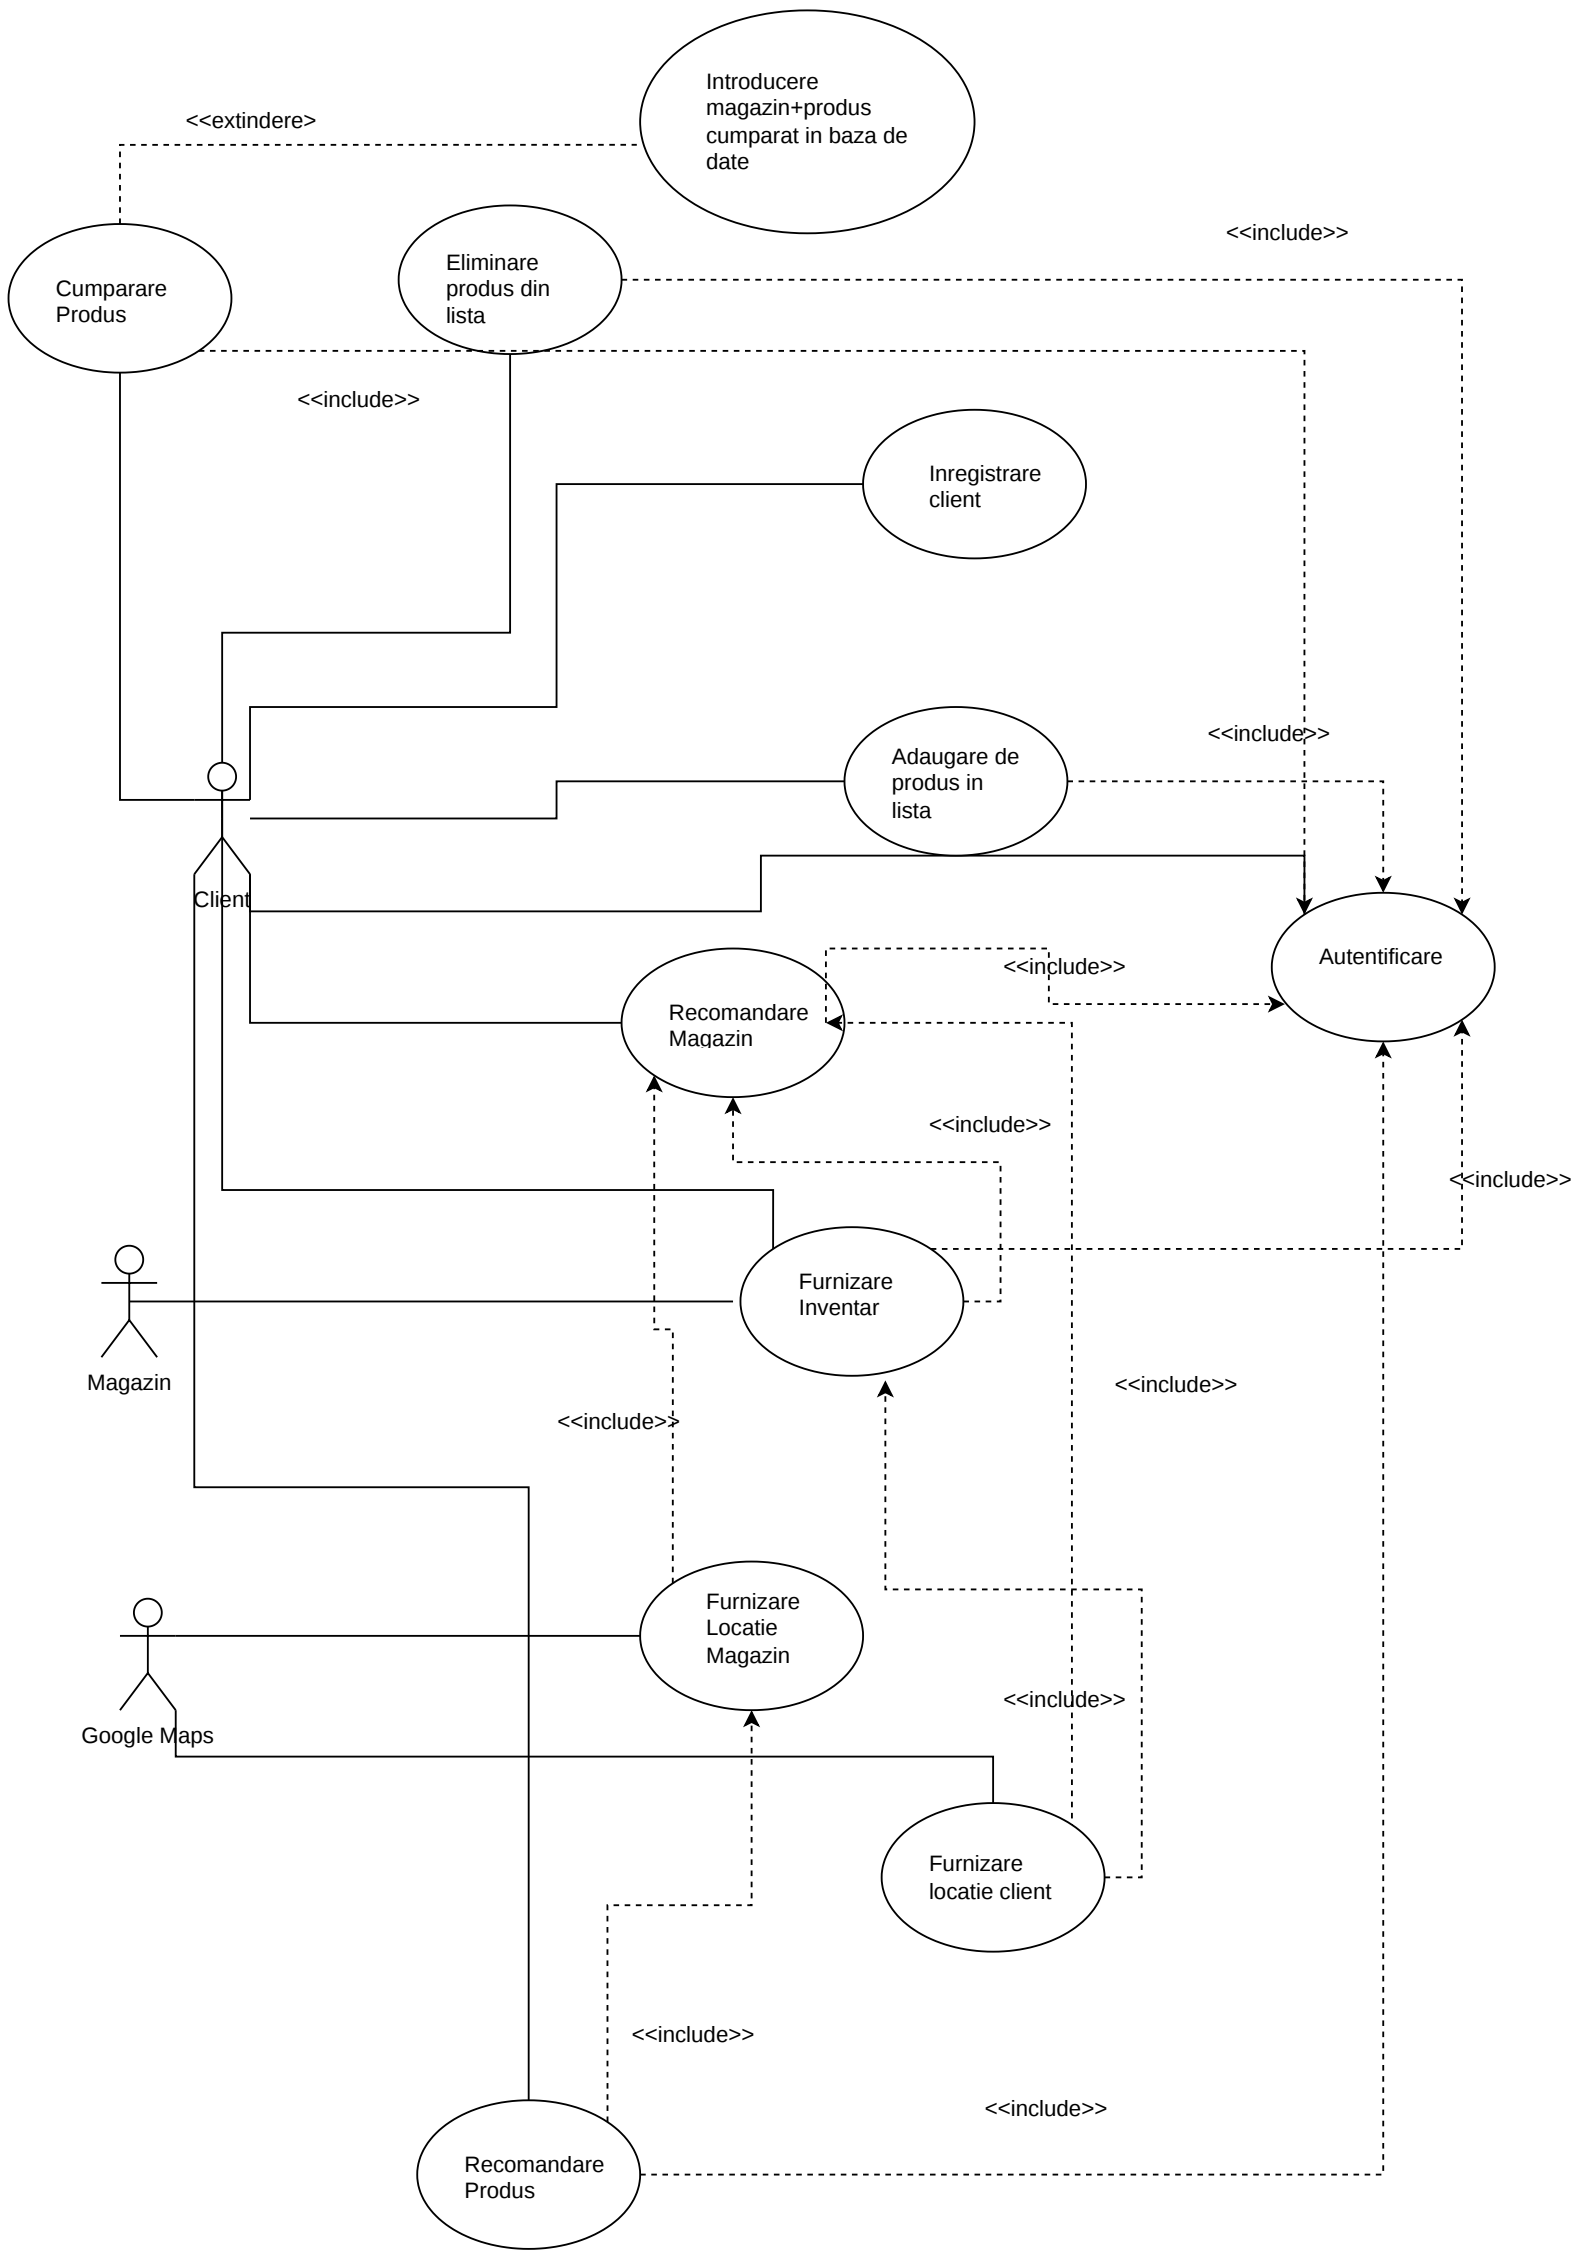 Introducere
magazin+produs
cumparat in baza de
date
<<extindere>
<<include>>
Eliminare
produs din
lista
Cumparare
Produs
<<include>>
Inregistrare
client
<<include>>
Adaugare de
produs in
lista
Client
Autentificare
<<include>>
Recomandare
Magazin
<<include>>
<<include>>
Furnizare
Inventar
Magazin
<<include>>
<<include>>
Furnizare
Locatie
Magazin
<<include>>
Google Maps
Furnizare
locatie client
<<include>>
<<include>>
Recomandare
Produs